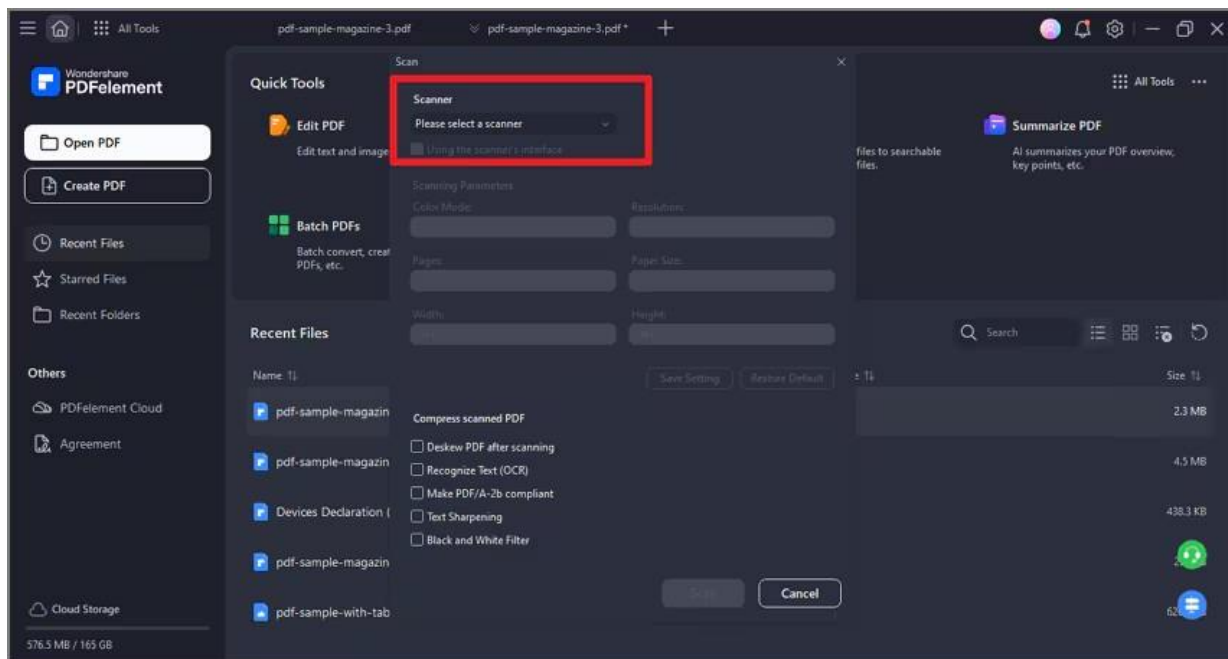 All Tools
pdf-sample-magazine-3.pdf
pdf-sample-magazine-3.pdf *
Wondershare
PDFelement
Open PDF
Create PDF
Recent Files
Starred Files
Recent Folders
Others
PDFelement Cloud
Agreement
Cloud Storage
576.5 MB / 165 GB
Quick Tools
All Tools
Edit PDF
Edit text and image
Batch PDFs
Batch convert, creat
PDFs, etc.
files to searchable
files.
Summarize PDF
AI summarizes your PDF overview,
key points, etc.
Scan
Scanner
Please select a scanner
Using the scanner's interface
Scanning Parameters
Color Mode:
Resolution:
Pages:
Paper Size:
Width:
Height:
Save Setting
Restore Default
Compress scanned PDF
Deskew PDF after scanning
Recognize Text (OCR)
Make PDF/A-2b compliant
Text Sharpening
Black and White Filter
Scan
Cancel
Recent Files
Search
Name
Size
pdf-sample-magazin
2.3 MB
pdf-sample-magazin
4.5 MB
Devices Declaration (
438.3 KB
pdf-sample-magazin
pdf-sample-with-tab